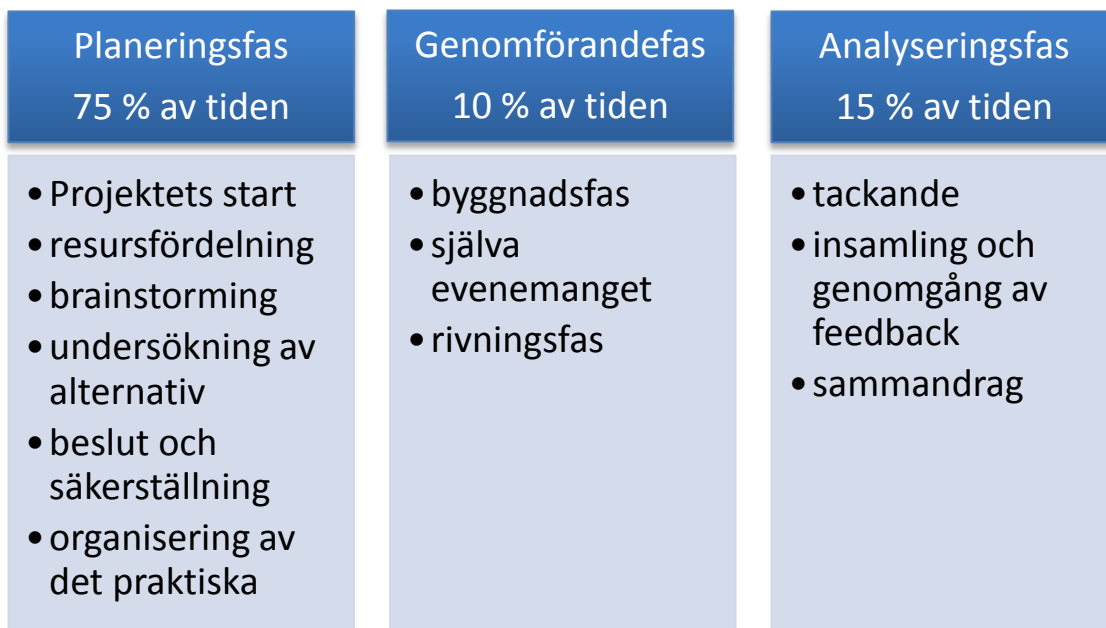 Planeringsfas
75 % av tiden
• Projektets start
• resursfördelning
• brainstorming
• undersökning av
alternativ
• beslut och
säkerställning
• organisering av
det praktiska
Genomförandefas
10 % av tiden
• byggnadsfas
• själva
evenemanget
• rivningsfas
Analyseringsfas
15 % av tiden
• tackande
• insamling och
genomgång av
feedback
• sammandrag